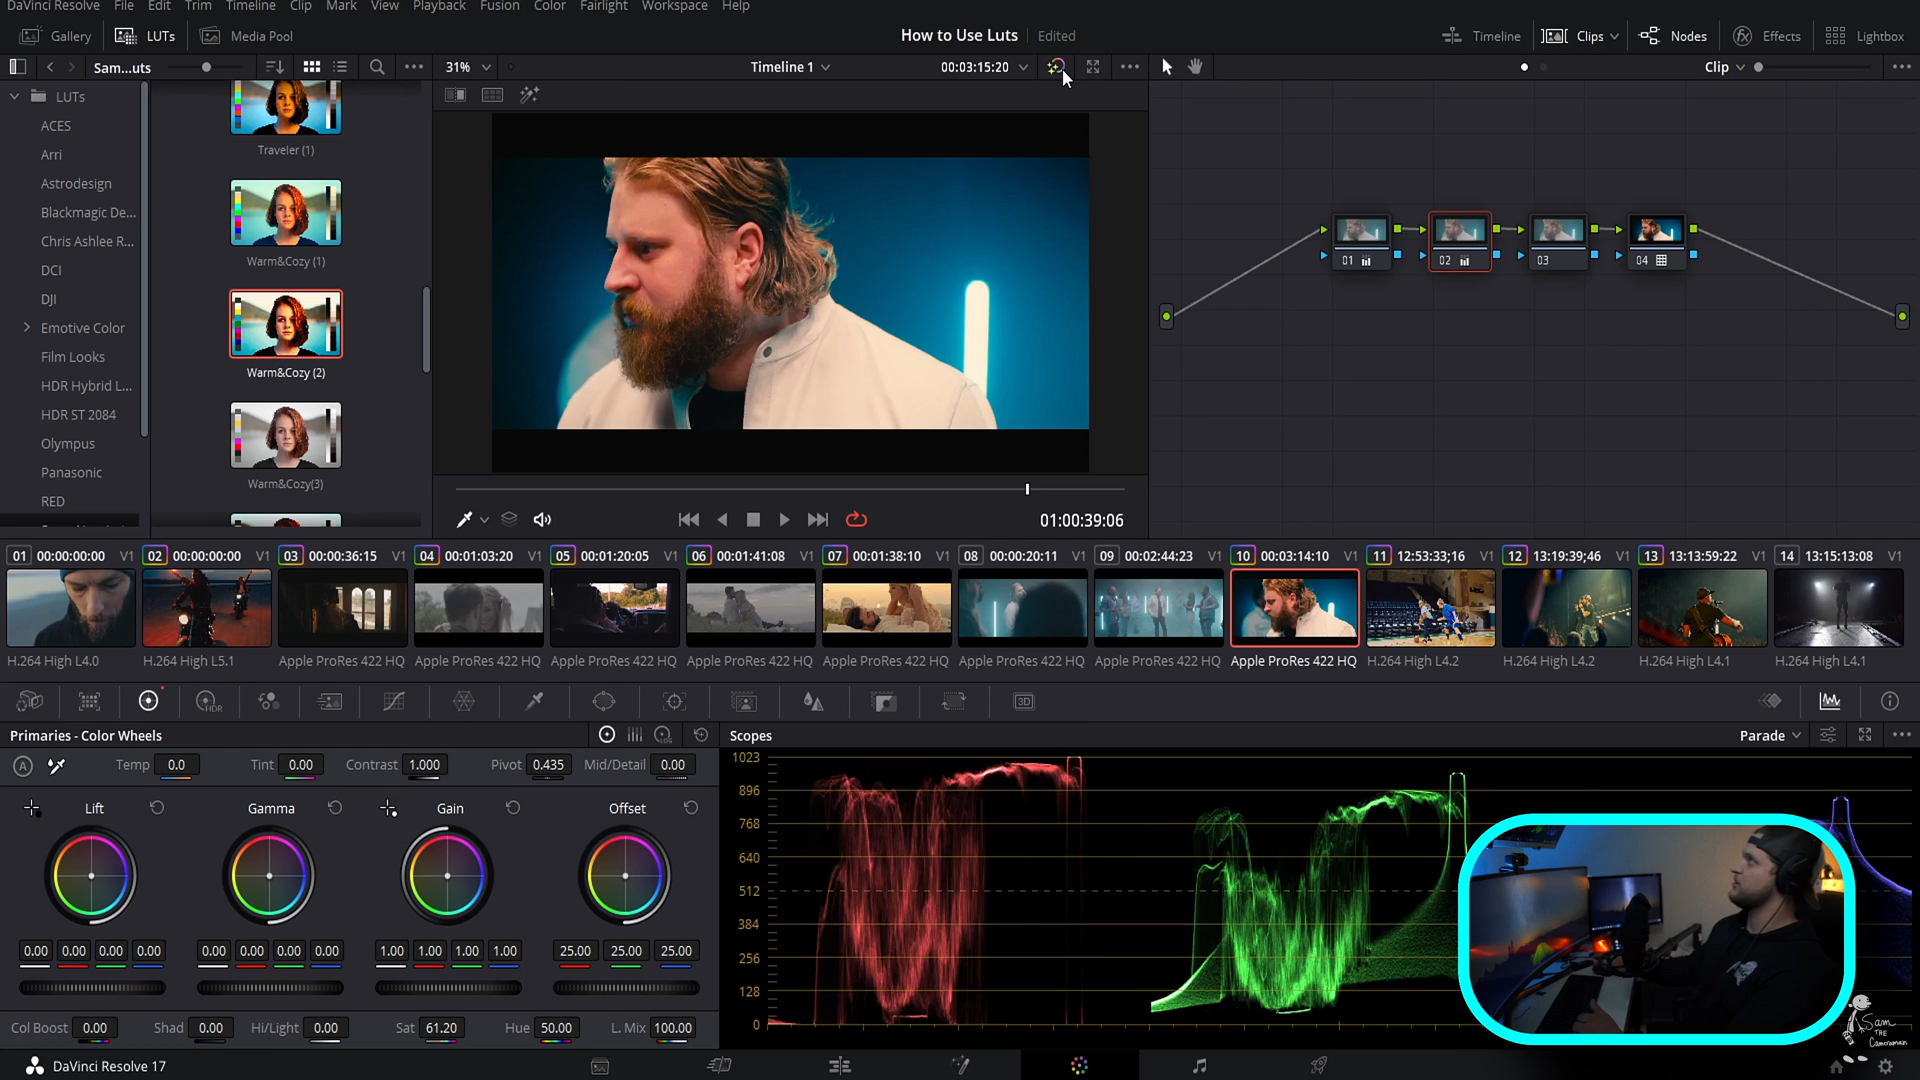 DaVinci Resolve File Edit Trim Timeline Clip Mark View Playback Fusion Color Fairlight Workspace Help
Gallery LUTs Media Pool How to Use Luts Edited Timeline Clips Nodes Effects Lightbox
Sam...uts 31% Timeline 1 00:03:15:20 Clip
LUTs
ACES
Arri
Astrodesign
Blackmagic De...
Chris Ashlee R...
DCI
DJI
Emotive Color
Film Looks
HDR Hybrid L...
HDR ST 2084
Olympus
Panasonic
RED
Traveler (1)
Warm&Cozy (1)
Warm&Cozy (2)
Warm&Cozy(3)
01 02 03 04
01:00:39:06
01 00:00:00:00 V1 02 00:00:00:00 V1 03 00:00:36:15 V1 04 00:01:03:20 V1 05 00:01:20:05 V1 06 00:01:41:08 V1 07 00:01:38:10 V1 08 00:00:20:11 V1 09 00:02:44:23 V1 10 00:03:14:10 V1 11 12:53:33;16 V1 12 13:19:39;46 V1 13 13:13:59:22 V1 14 13:15:13:08 V1
H.264 High L4.0 H.264 High L5.1 Apple ProRes 422 HQ Apple ProRes 422 HQ Apple ProRes 422 HQ Apple ProRes 422 HQ Apple ProRes 422 HQ Apple ProRes 422 HQ Apple ProRes 422 HQ Apple ProRes 422 HQ H.264 High L4.2 H.264 High L4.2 H.264 High L4.1 H.264 High L4.1
HDR 3D
Primaries - Color Wheels LOG
A Temp 0.0 Tint 0.00 Contrast 1.000 Pivot 0.435 Mid/Detail 0.00
Lift Gamma Gain Offset
0.00 0.00 0.00 0.00 0.00 0.00 0.00 0.00 1.00 1.00 1.00 1.00 25.00 25.00 25.00
Col Boost 0.00 Shad 0.00 Hi/Light 0.00 Sat 61.20 Hue 50.00 L. Mix 100.00
Scopes Parade
1023
896
768
640
512
384
256
128
0
Sam
THE
Cameraman
DaVinci Resolve 17